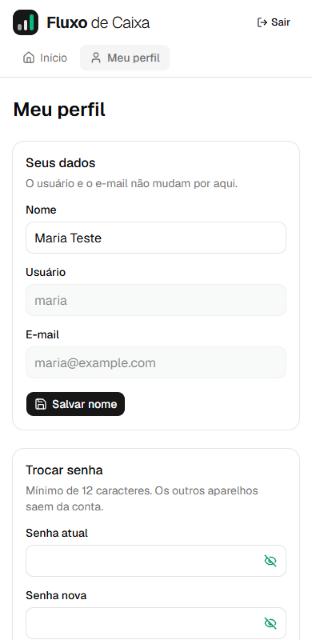 Fluxo de Caixa
Sair
Início
Meu perfil
Meu perfil
Seus dados
O usuário e o e-mail não mudam por aqui.
Nome
Maria Teste
Usuário
maria
E-mail
maria@example.com
Salvar nome
Trocar senha
Mínimo de 12 caracteres. Os outros aparelhos
saem da conta.
Senha atual
Senha nova